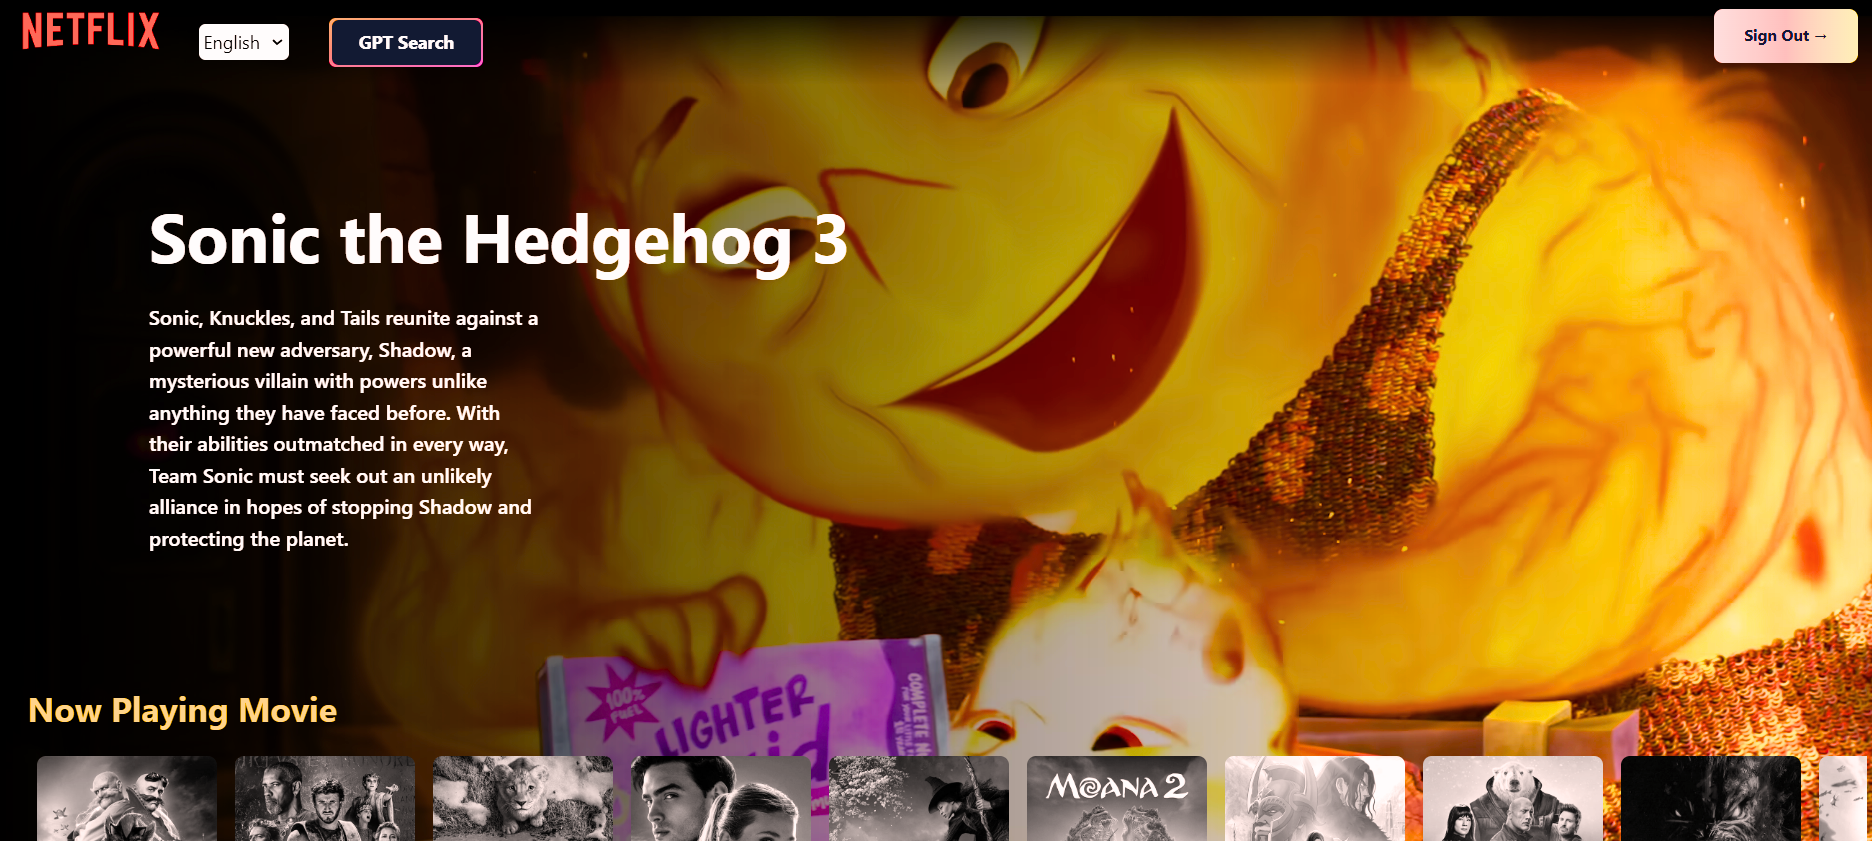 NETFLIX
English
GPT Search
Sign Out →
Sonic the Hedgehog 3
Sonic, Knuckles, and Tails reunite against a
powerful new adversary, Shadow, a
mysterious villain with powers unlike
anything they have faced before. With
their abilities outmatched in every way,
Team Sonic must seek out an unlikely
alliance in hopes of stopping Shadow and
protecting the planet.
100%
FUEL
LIGHTER
COMPLETE
Now Playing Movie
MOANA 2